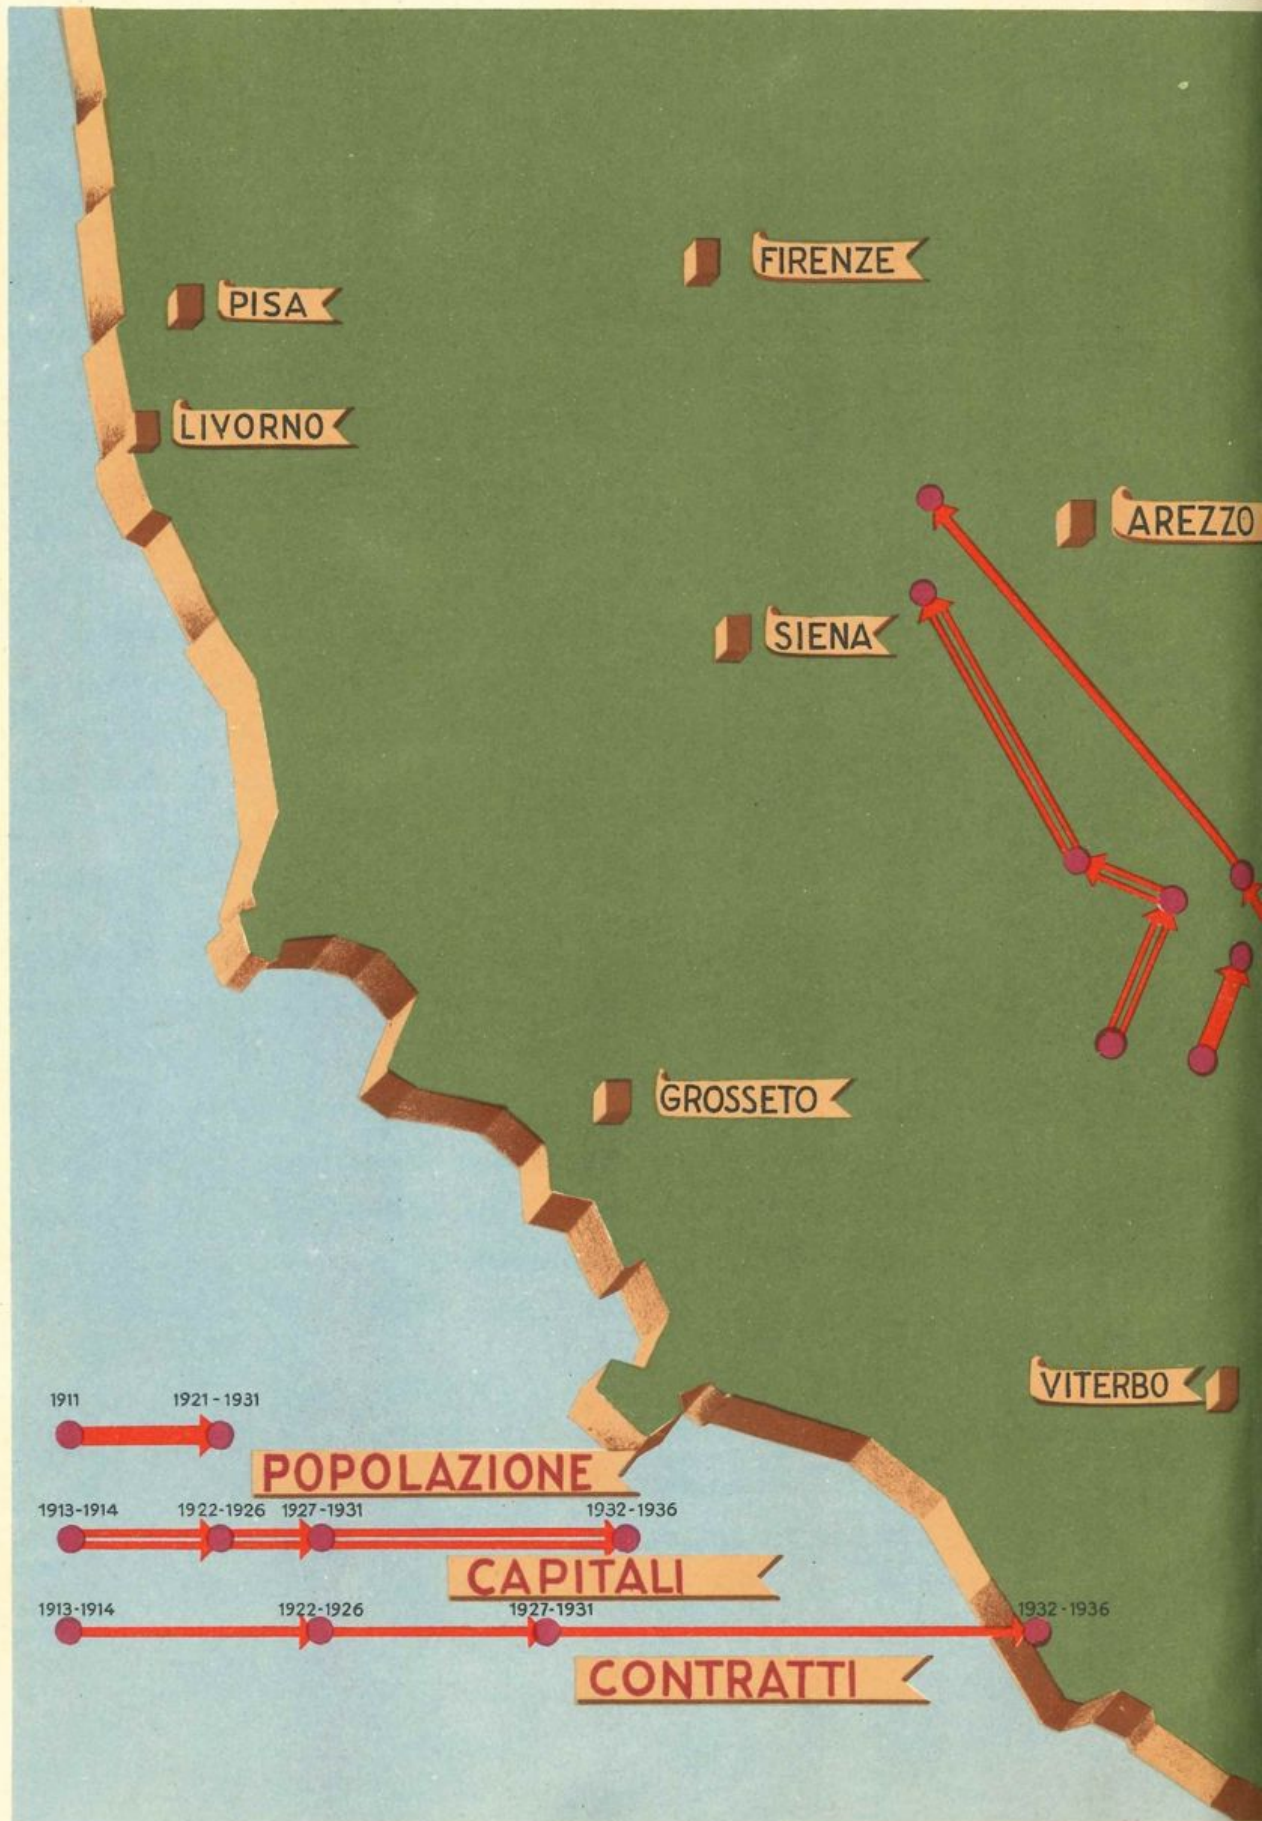 FIRENZE
PISA
LIVORNO
AREZZO
SIENA
GROSSETO
VITERBO
1911 1921-1931
POPOLAZIONE
1913-1914 1922-1926 1927-1931 1932-1936
CAPITALI
1913-1914 1922-1926 1927-1931 1932-1936
CONTRATTI